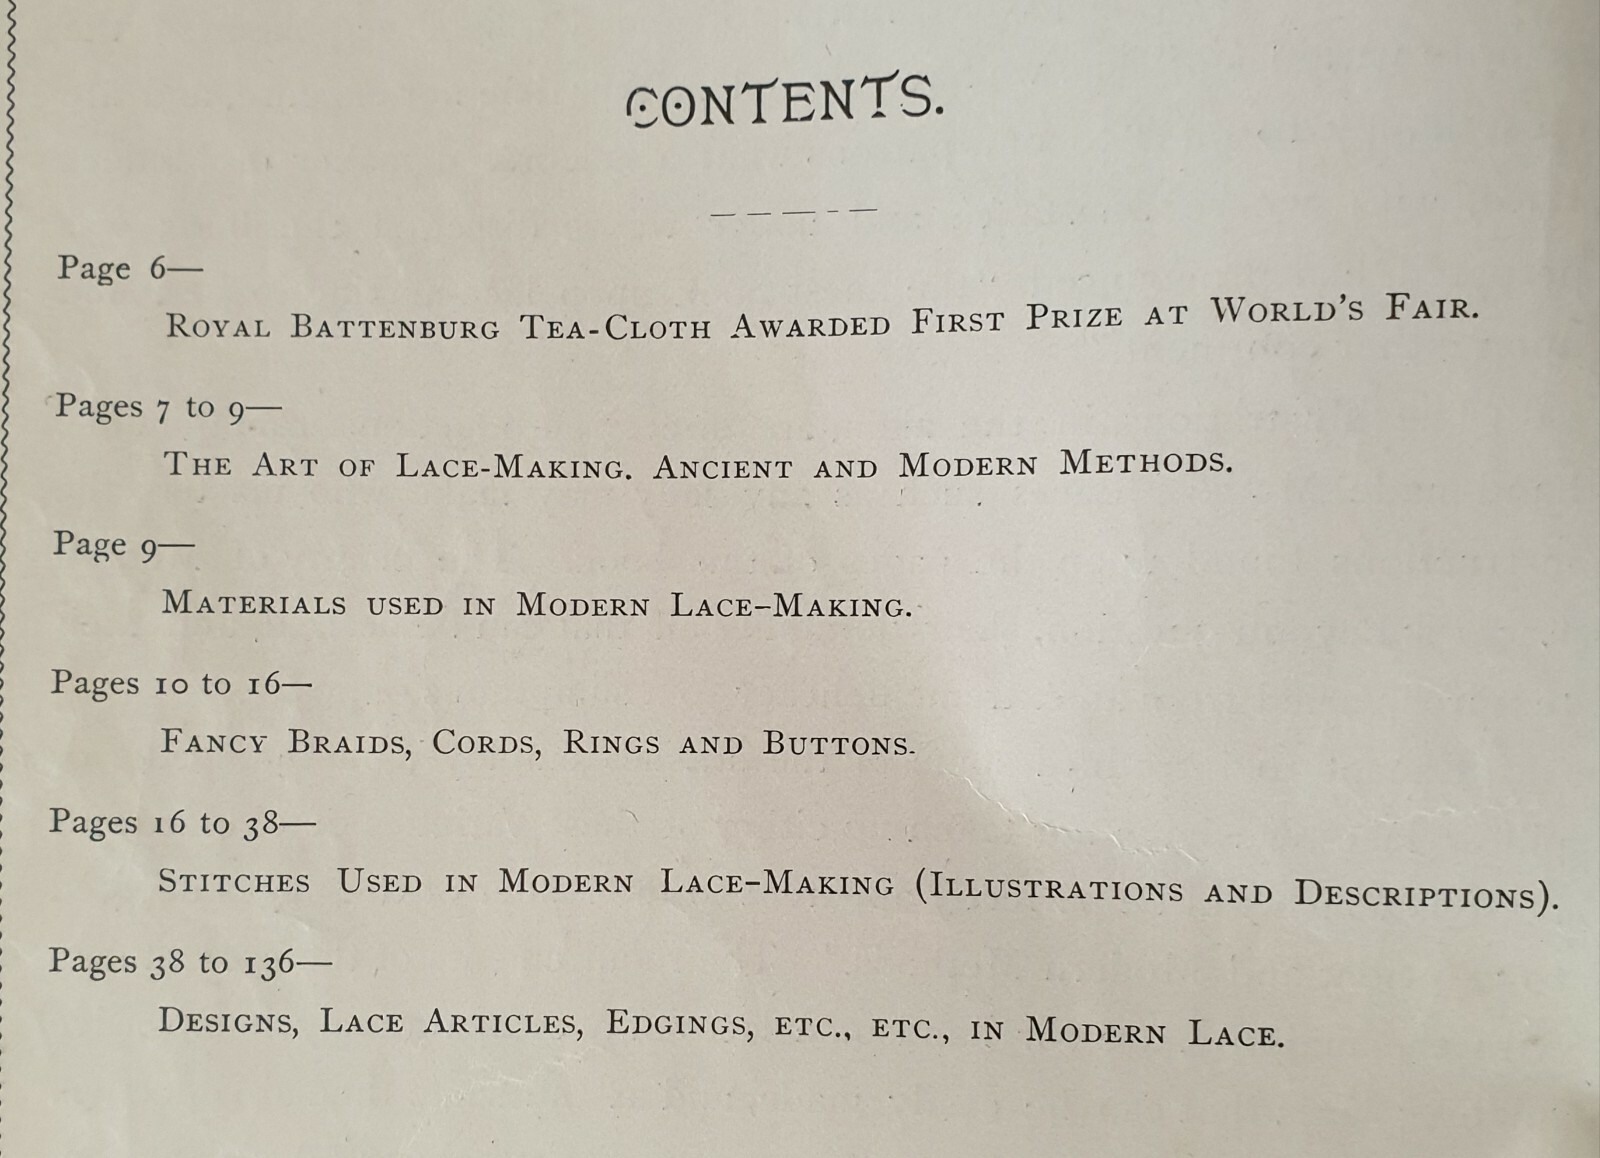 CONTENTS.
Page 6—
Royal Battenburg Tea-Cloth Awarded First Prize at World's Fair.
Pages 7 to 9—
The Art of Lace-Making. Ancient and Modern Methods.
Page 9—
Materials used in Modern Lace-Making.
Pages 10 to 16—
Fancy Braids, Cords, Rings and Buttons.
Pages 16 to 38—
Stitches Used in Modern Lace-Making (Illustrations and Descriptions).
Pages 38 to 136—
Designs, Lace Articles, Edgings, etc., etc., in Modern Lace.